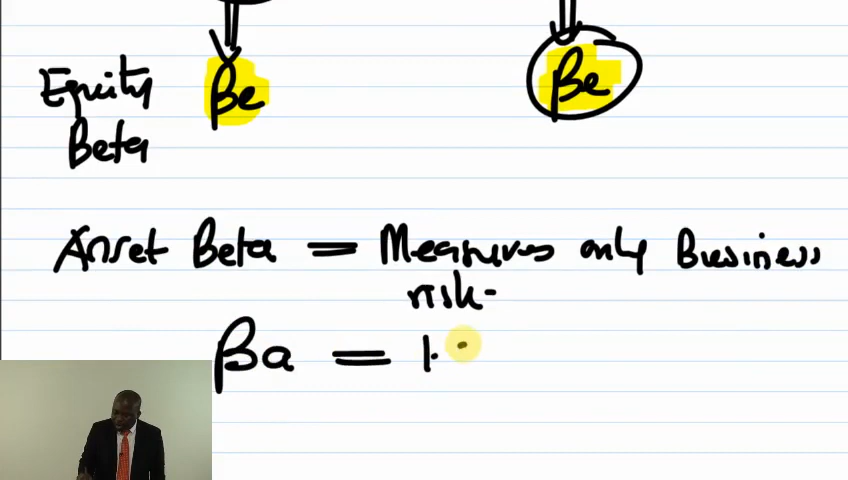 Equity βe βe
Beta
Asset Beta = Measures only Business
risk.
βa = 1.